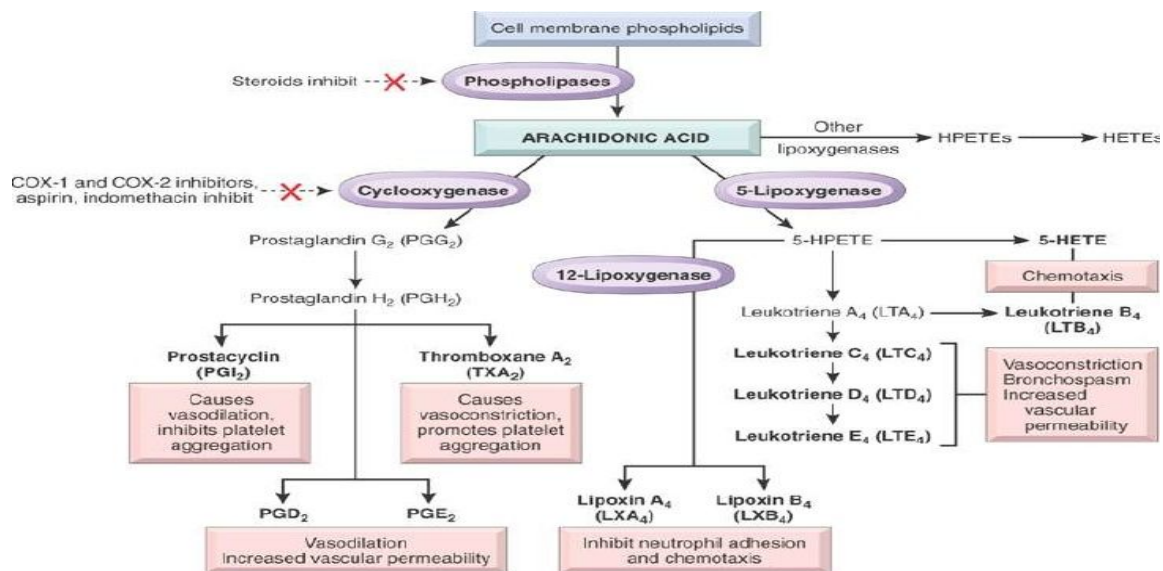 Cell membrane phospholipids
Steroids inhibit
Phospholipases
ARACHIDONIC ACID
Other
lipoxygenases
HPETEs
HETEs
COX-1 and COX-2 inhibitors,
aspirin, indomethacin inhibit
Cyclooxygenase
5-Lipoxygenase
Prostaglandin G₂ (PGG₂)
5-HPETE
5-HETE
12-Lipoxygenase
Chemotaxis
Prostaglandin H₂ (PGH₂)
Leukotriene A₄ (LTA₄)
Leukotriene B₄
(LTB₄)
Prostacyclin
(PGI₂)
Thromboxane A₂
(TXA₂)
Leukotriene C₄ (LTC₄)
Leukotriene D₄ (LTD₄)
Leukotriene E₄ (LTE₄)
Vasoconstriction
Bronchospasm
Increased
vascular
permeability
Causes
vasodilation,
inhibits platelet
aggregation
Causes
vasoconstriction,
promotes platelet
aggregation
PGD₂
PGE₂
Vasodilation
Increased vascular permeability
Lipoxin A₄
(LXA₄)
Lipoxin B₄
(LXB₄)
Inhibit neutrophil adhesion
and chemotaxis